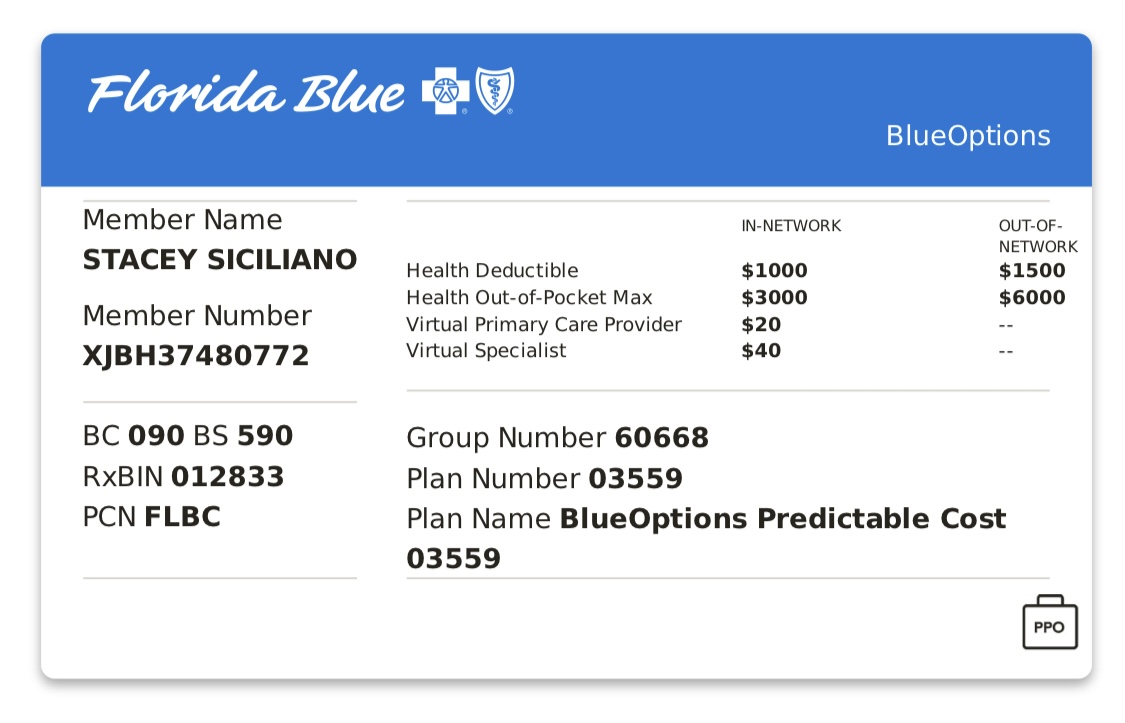 Florida Blue
BlueOptions
Member Name
STACEY SICILIANO
Member Number
XJBH37480772
BC 090 BS 590
RxBIN 012833
PCN FLBC
IN-NETWORK OUT-OF-
NETWORK
Health Deductible $1000 $1500
Health Out-of-Pocket Max $3000 $6000
Virtual Primary Care Provider $20 --
Virtual Specialist $40 --
Group Number 60668
Plan Number 03559
Plan Name BlueOptions Predictable Cost
03559
PPO